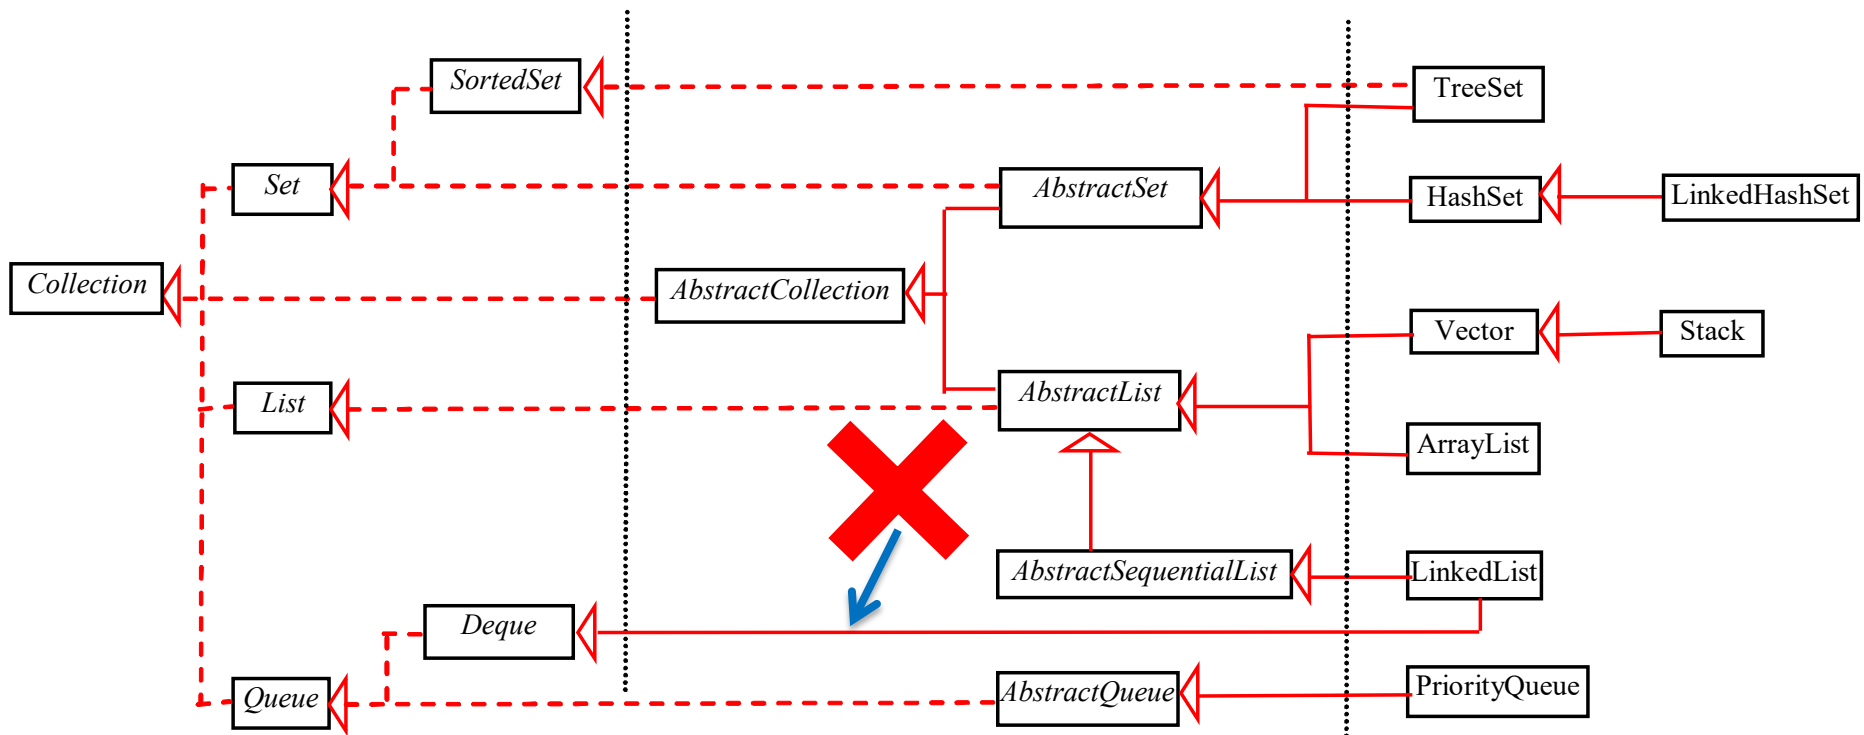 SortedSet
TreeSet
Set
AbstractSet
HashSet
LinkedHashSet
Collection
AbstractCollection
Vector
Stack
List
AbstractList
ArrayList
AbstractSequentialList
LinkedList
Deque
Queue
AbstractQueue
PriorityQueue